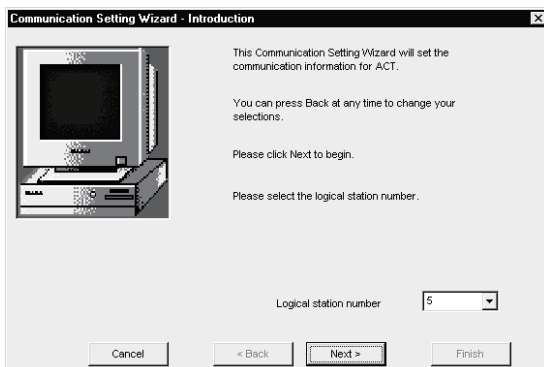 Communication Setting Wizard - Introduction
This Communication Setting Wizard will set the
communication information for ACT.
You can press Back at any time to change your
selections.
Please click Next to begin.
Please select the logical station number.
Logical station number 5
Cancel < Back Next > Finish